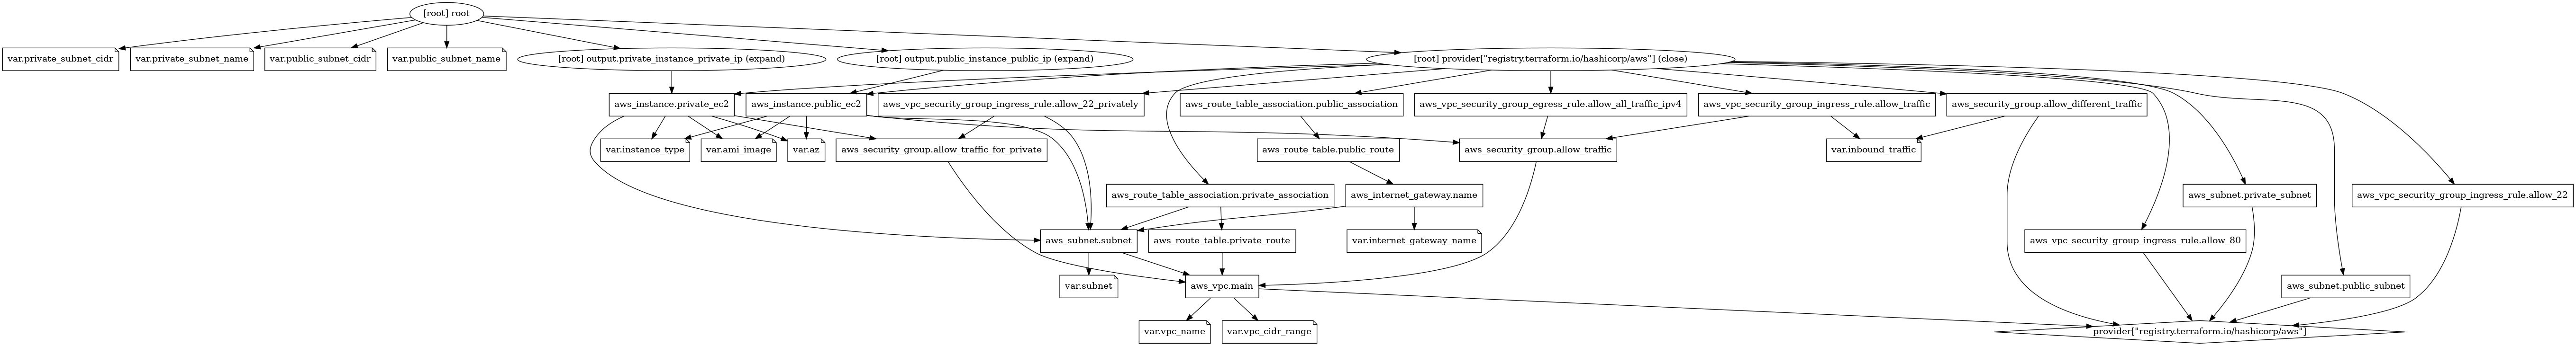 [root] root
var.private_subnet_cidr
var.private_subnet_name
var.public_subnet_cidr
var.public_subnet_name
[root] output.private_instance_private_ip (expand)
[root] output.public_instance_public_ip (expand)
[root] provider["registry.terraform.io/hashicorp/aws"] (close)
aws_instance.private_ec2
aws_instance.public_ec2
aws_vpc_security_group_ingress_rule.allow_22_privately
aws_route_table_association.public_association
aws_vpc_security_group_egress_rule.allow_all_traffic_ipv4
aws_vpc_security_group_ingress_rule.allow_traffic
aws_security_group.allow_different_traffic
var.instance_type
var.ami_image
var.az
aws_security_group.allow_traffic_for_private
aws_route_table.public_route
aws_security_group.allow_traffic
var.inbound_traffic
aws_route_table_association.private_association
aws_internet_gateway.name
aws_subnet.private_subnet
aws_vpc_security_group_ingress_rule.allow_22
aws_subnet.subnet
aws_route_table.private_route
var.internet_gateway_name
aws_vpc_security_group_ingress_rule.allow_80
var.subnet
aws_vpc.main
aws_subnet.public_subnet
var.vpc_name
var.vpc_cidr_range
provider["registry.terraform.io/hashicorp/aws"]